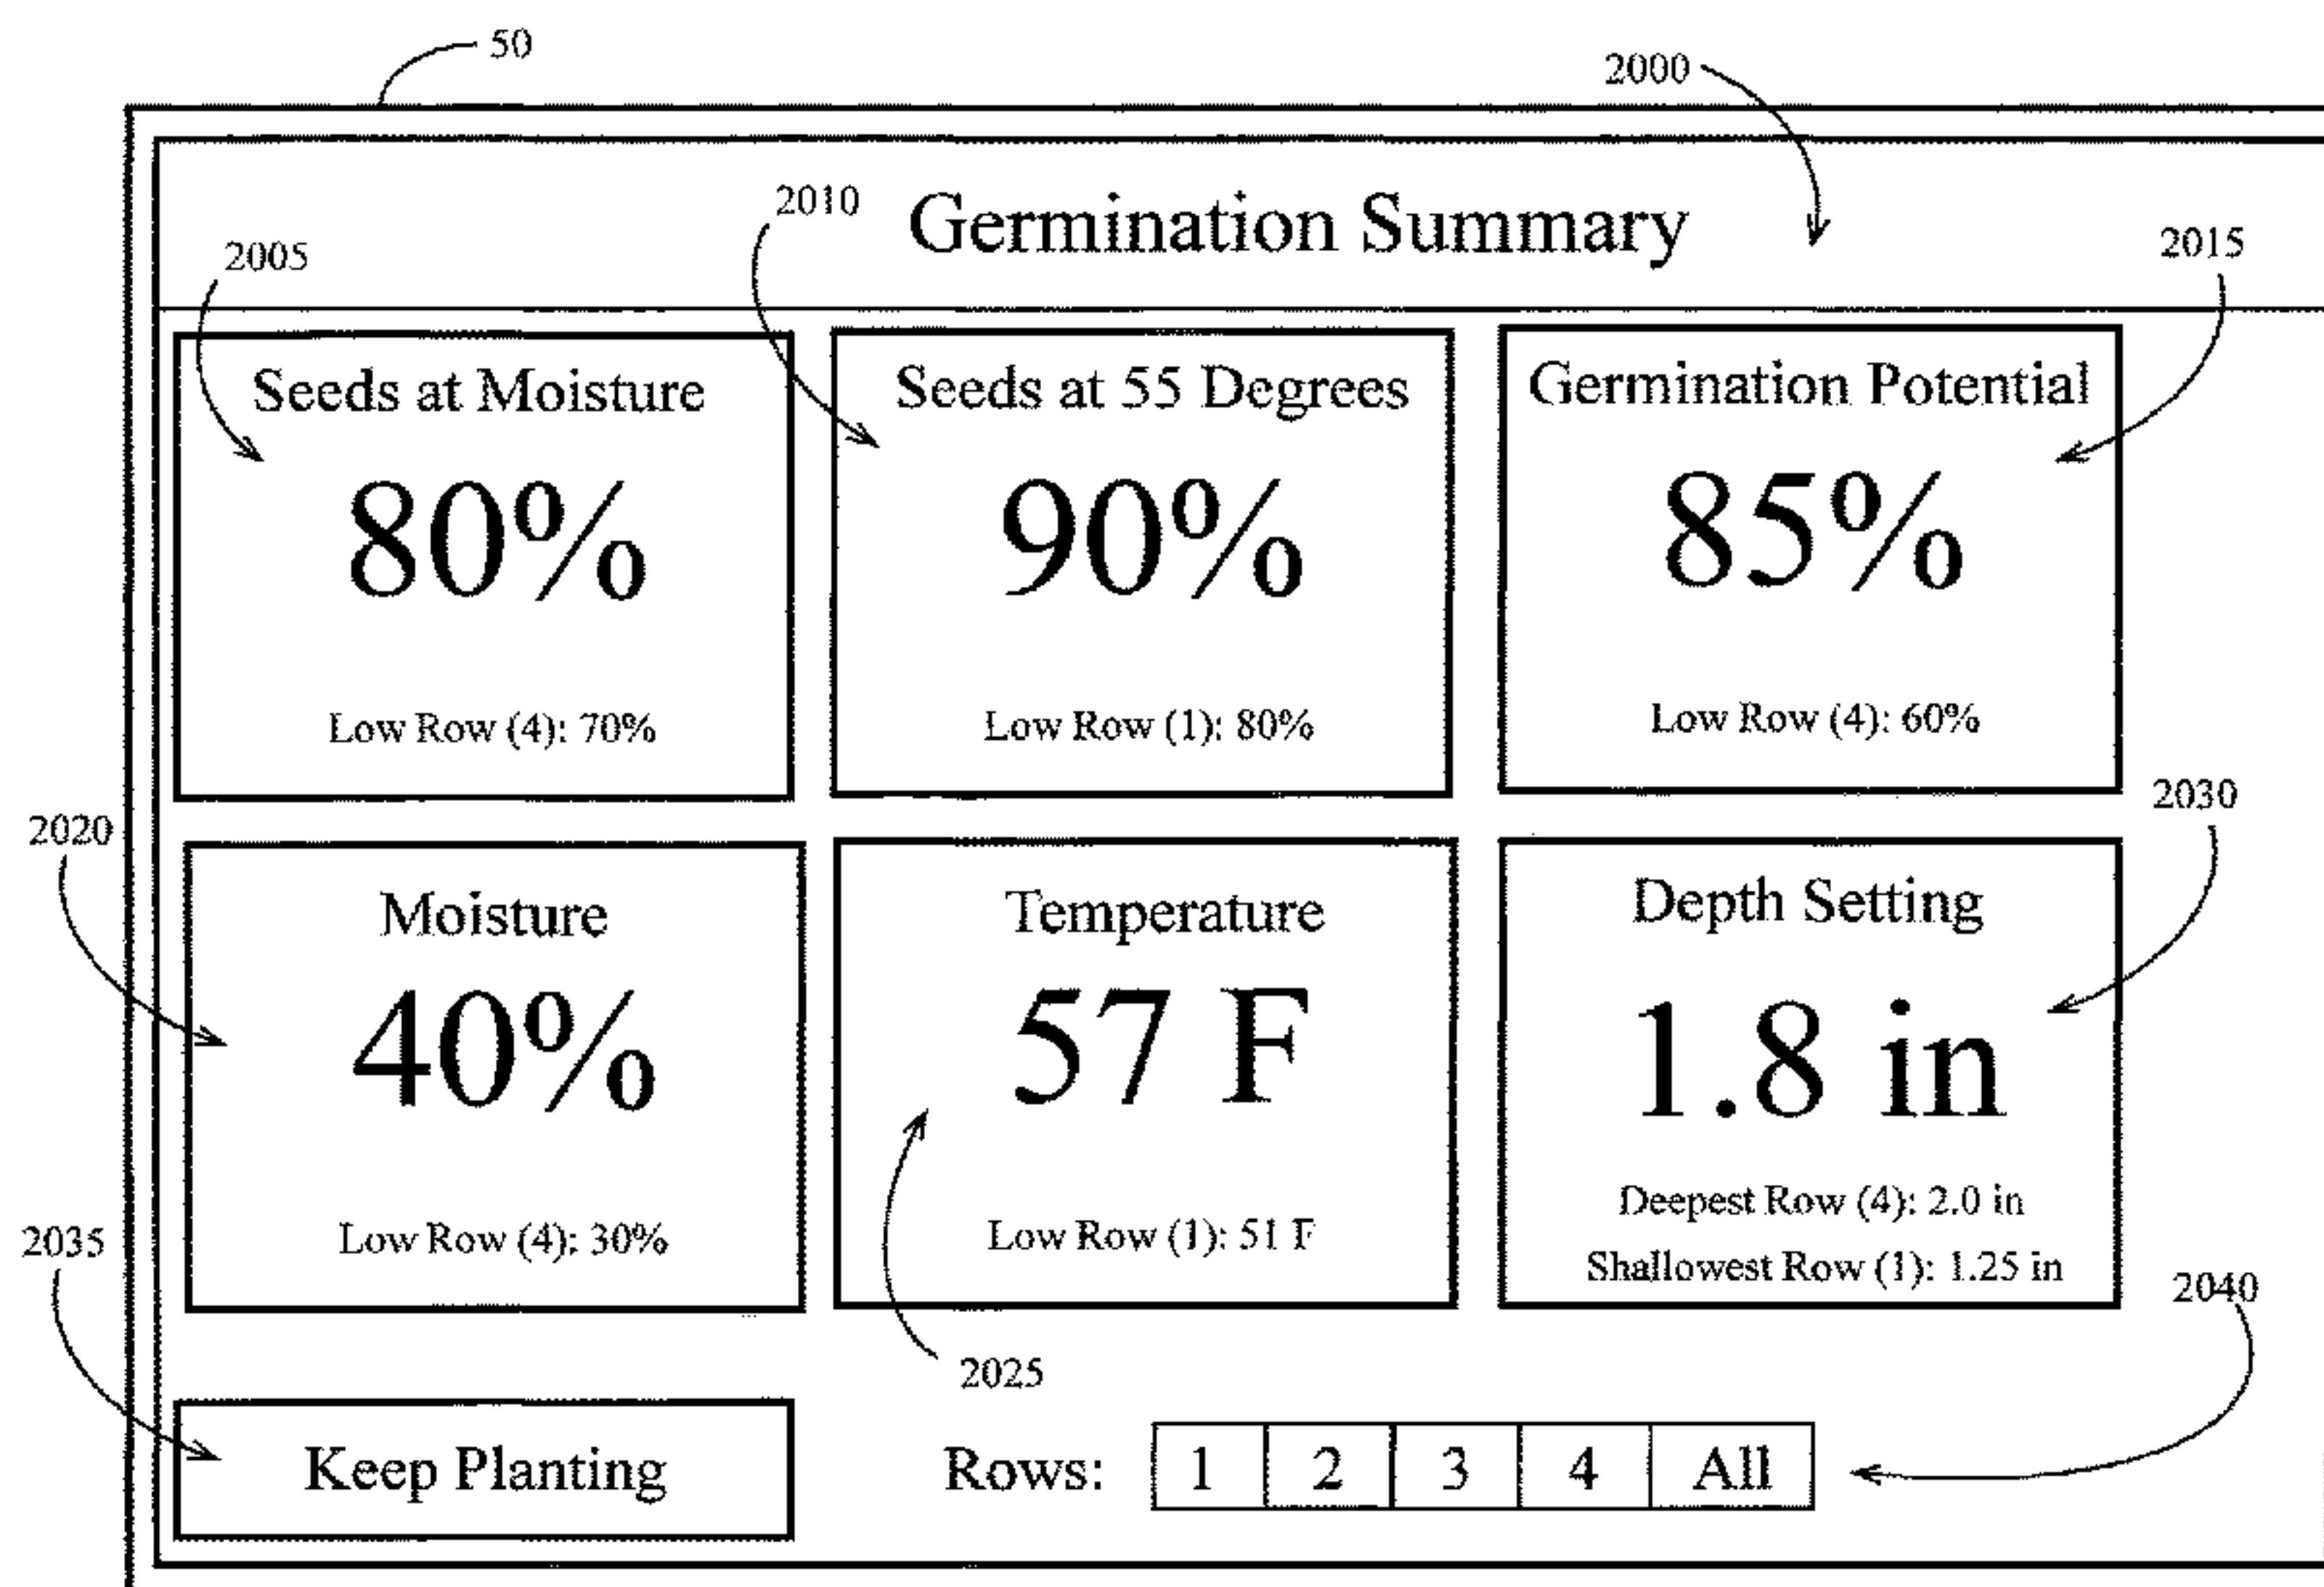 50
2000
2010
Germination Summary
2005
2015
Seeds at Moisture
80%
Low Row (4): 70%
Seeds at 55 Degrees
90%
Low Row (1): 80%
Germination Potential
85%
Low Row (4): 60%
2020
2030
Moisture
40%
Low Row (4): 30%
Temperature
57 F
Low Row (1): 51 F
Depth Setting
1.8 in
Deepest Row (4): 2.0 in
Shallowest Row (1): 1.25 in
2035
2040
2025
Keep Planting
Rows: 1 2 3 4 All